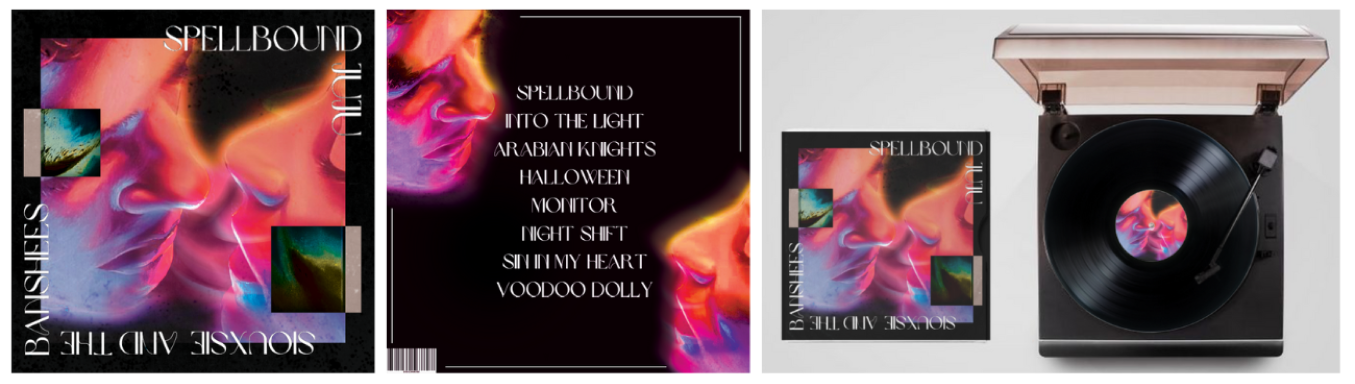 SPELLBOUND
JUJU
SIOUXSIE AND THE
BANSHEES
SPELLBOUND
INTO THE LIGHT
ARABIAN KNIGHTS
HALLOWEEN
MONITOR
NIGHT SHIFT
SIN IN MY HEART
VOODOO DOLLY
SPELLBOUND
JUJU
SIOUXSIE AND THE
BANSHEES